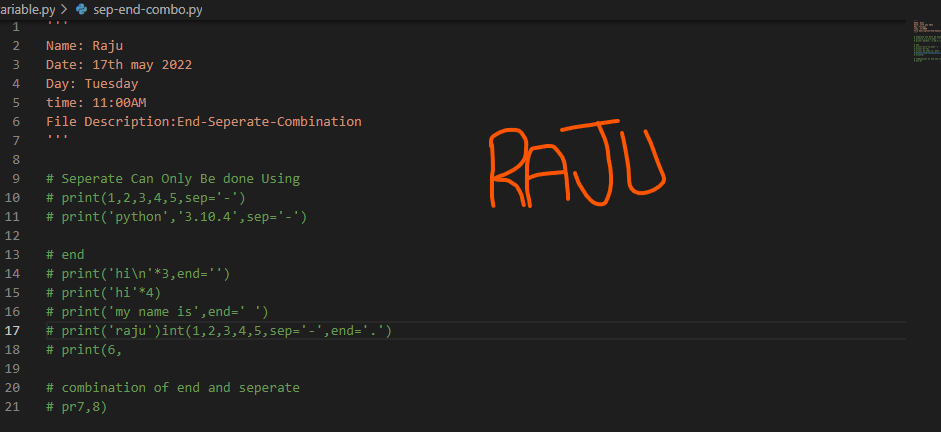 ariable.py > sep-end-combo.py
1 '''
2 Name: Raju
3 Date: 17th may 2022
4 Day: Tuesday
5 time: 11:00AM
6 File Description:End-Seperate-Combination
7 '''
8
9 # Seperate Can Only Be done Using
10 # print(1,2,3,4,5,sep='-')
11 # print('python','3.10.4',sep='-')
12
13 # end
14 # print('hi\n'*3,end='')
15 # print('hi'*4)
16 # print('my name is',end=' ')
17 # print('raju')int(1,2,3,4,5,sep='-',end='.')
18 # print(6,
19
20 # combination of end and seperate
21 # pr7,8)
RAJU